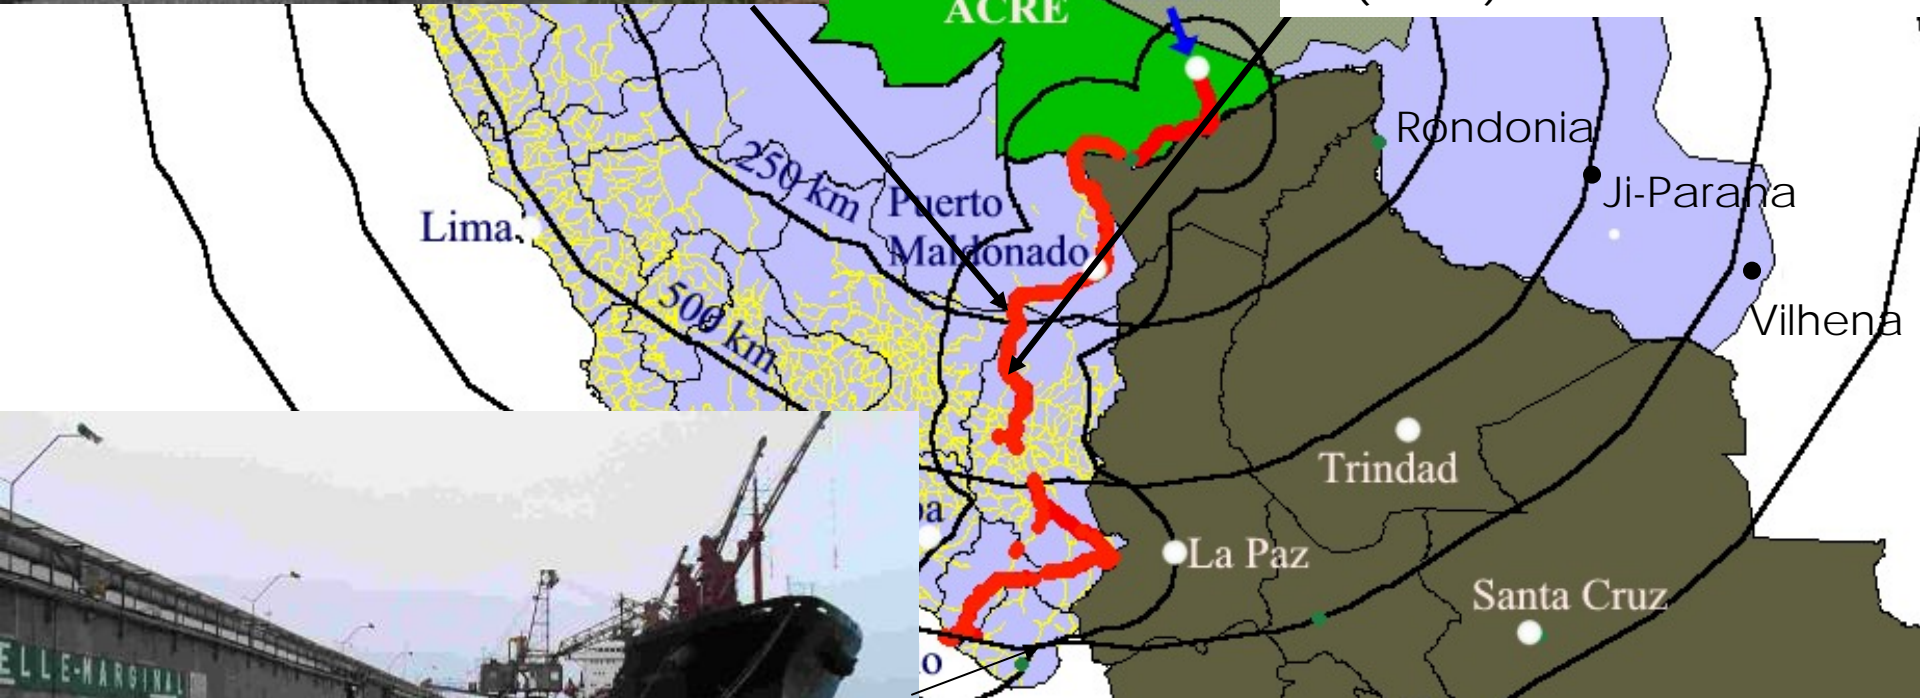 ACRE
Rondonia
250 km
Ji-Parana
Puerto
Maldonado
Lima
500 km
Vilhena
Trindad
La Paz
Santa Cruz
ELLE-MARGINAL